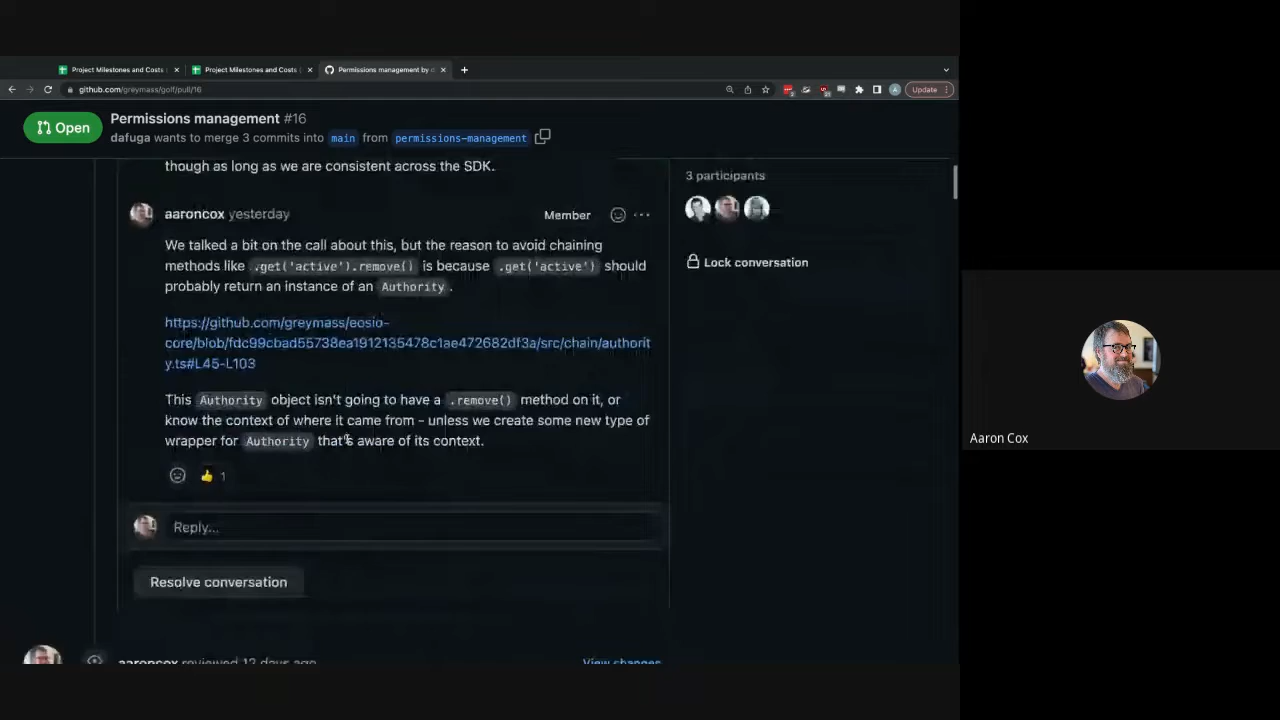 Project Milestones and Costs
Project Milestones and Costs
Permissions management by d
github.com/greymass/golf/pull/16
Update
Open
Permissions management #16
dafuga wants to merge 3 commits into main from permissions-management
though as long as we are consistent across the SDK.
3 participants
aaroncox yesterday
Member
We talked a bit on the call about this, but the reason to avoid chaining
methods like .get('active').remove() is because .get('active') should
probably return an instance of an Authority.
Lock conversation
https://github.com/greymass/eosio-
core/blob/fdc99cbad55738ea1912135478c1ae472682df3a/src/chain/authorit
y.ts#L45-L103
This Authority object isn't going to have a .remove() method on it, or
know the context of where it came from - unless we create some new type of
wrapper for Authority that's aware of its context.
👍 1
Reply...
Resolve conversation
aaroncox reviewed 12 days ago
View changes
Aaron Cox